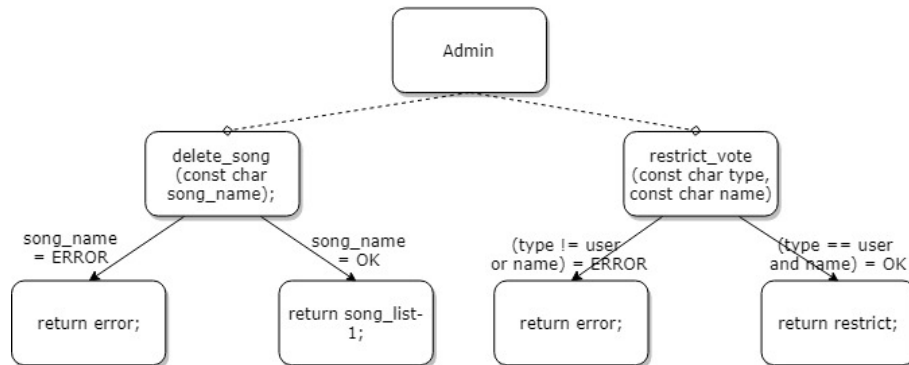 Admin
delete_song
(const char
song_name);
restrict_vote
(const char type,
const char name)
song_name
= ERROR
song_name
= OK
(type != user
or name) = ERROR
(type == user
and name) = OK
return error;
return song_list-
1;
return error;
return restrict;